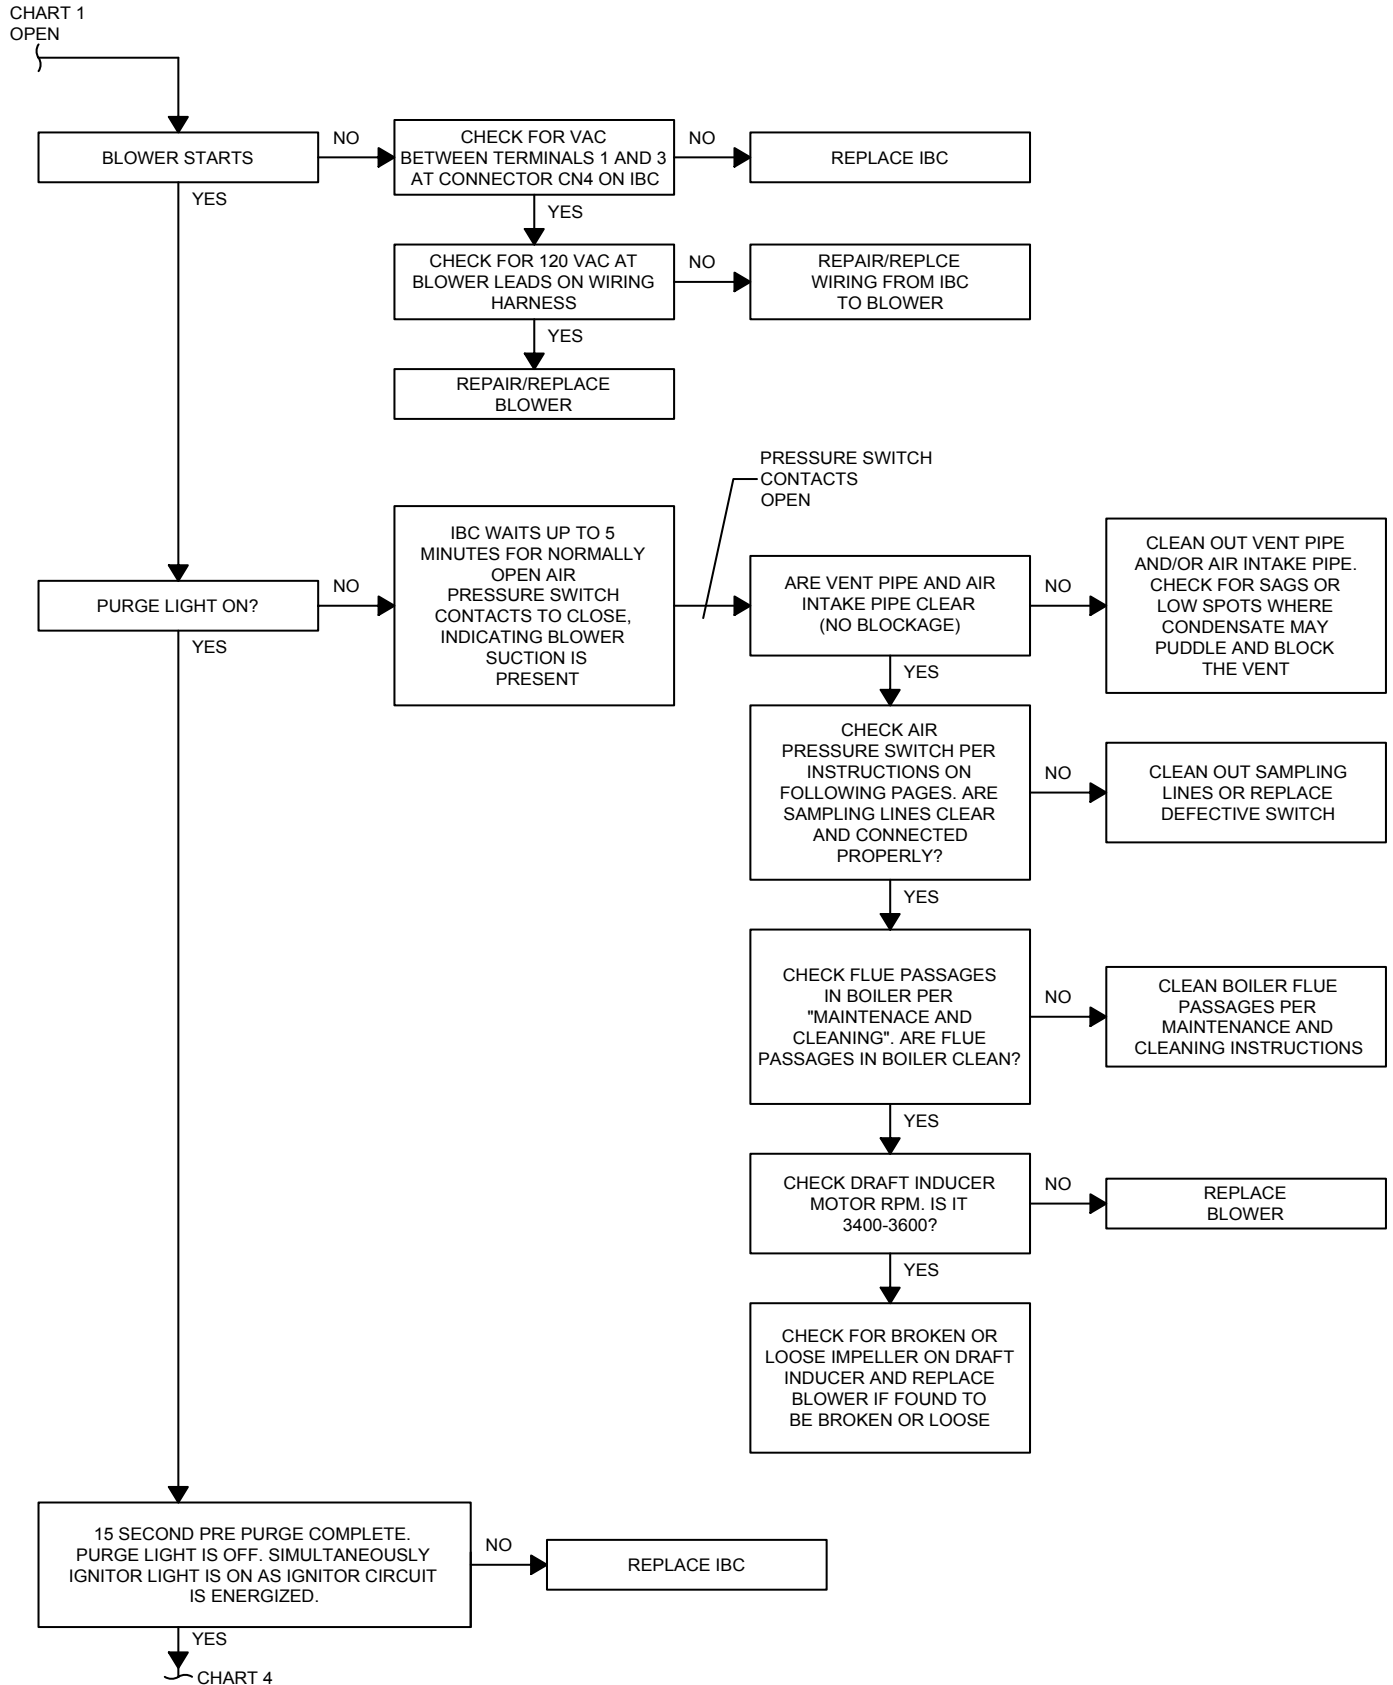 CHART 1
OPEN
BLOWER STARTS
NO
CHECK FOR VAC
BETWEEN TERMINALS 1 AND 3
AT CONNECTOR CN4 ON IBC
NO
REPLACE IBC
YES
YES
CHECK FOR 120 VAC AT
BLOWER LEADS ON WIRING
HARNESS
NO
REPAIR/REPLCE
WIRING FROM IBC
TO BLOWER
YES
REPAIR/REPLACE
BLOWER
PURGE LIGHT ON?
NO
IBC WAITS UP TO 5
MINUTES FOR NORMALLY
OPEN AIR
PRESSURE SWITCH
CONTACTS TO CLOSE,
INDICATING BLOWER
SUCTION IS
PRESENT
PRESSURE SWITCH
CONTACTS
OPEN
ARE VENT PIPE AND AIR
INTAKE PIPE CLEAR
(NO BLOCKAGE)
NO
CLEAN OUT VENT PIPE
AND/OR AIR INTAKE PIPE.
CHECK FOR SAGS OR
LOW SPOTS WHERE
CONDENSATE MAY
PUDDLE AND BLOCK
THE VENT
YES
YES
CHECK AIR
PRESSURE SWITCH PER
INSTRUCTIONS ON
FOLLOWING PAGES. ARE
SAMPLING LINES CLEAR
AND CONNECTED
PROPERLY?
NO
CLEAN OUT SAMPLING
LINES OR REPLACE
DEFECTIVE SWITCH
YES
CHECK FLUE PASSAGES
IN BOILER PER
"MAINTENACE AND
CLEANING". ARE FLUE
PASSAGES IN BOILER CLEAN?
NO
CLEAN BOILER FLUE
PASSAGES PER
MAINTENANCE AND
CLEANING INSTRUCTIONS
YES
CHECK DRAFT INDUCER
MOTOR RPM. IS IT
3400-3600?
NO
REPLACE
BLOWER
YES
CHECK FOR BROKEN OR
LOOSE IMPELLER ON DRAFT
INDUCER AND REPLACE
BLOWER IF FOUND TO
BE BROKEN OR LOOSE
15 SECOND PRE PURGE COMPLETE.
PURGE LIGHT IS OFF. SIMULTANEOUSLY
IGNITOR LIGHT IS ON AS IGNITOR CIRCUIT
IS ENERGIZED.
NO
REPLACE IBC
YES
CHART 4